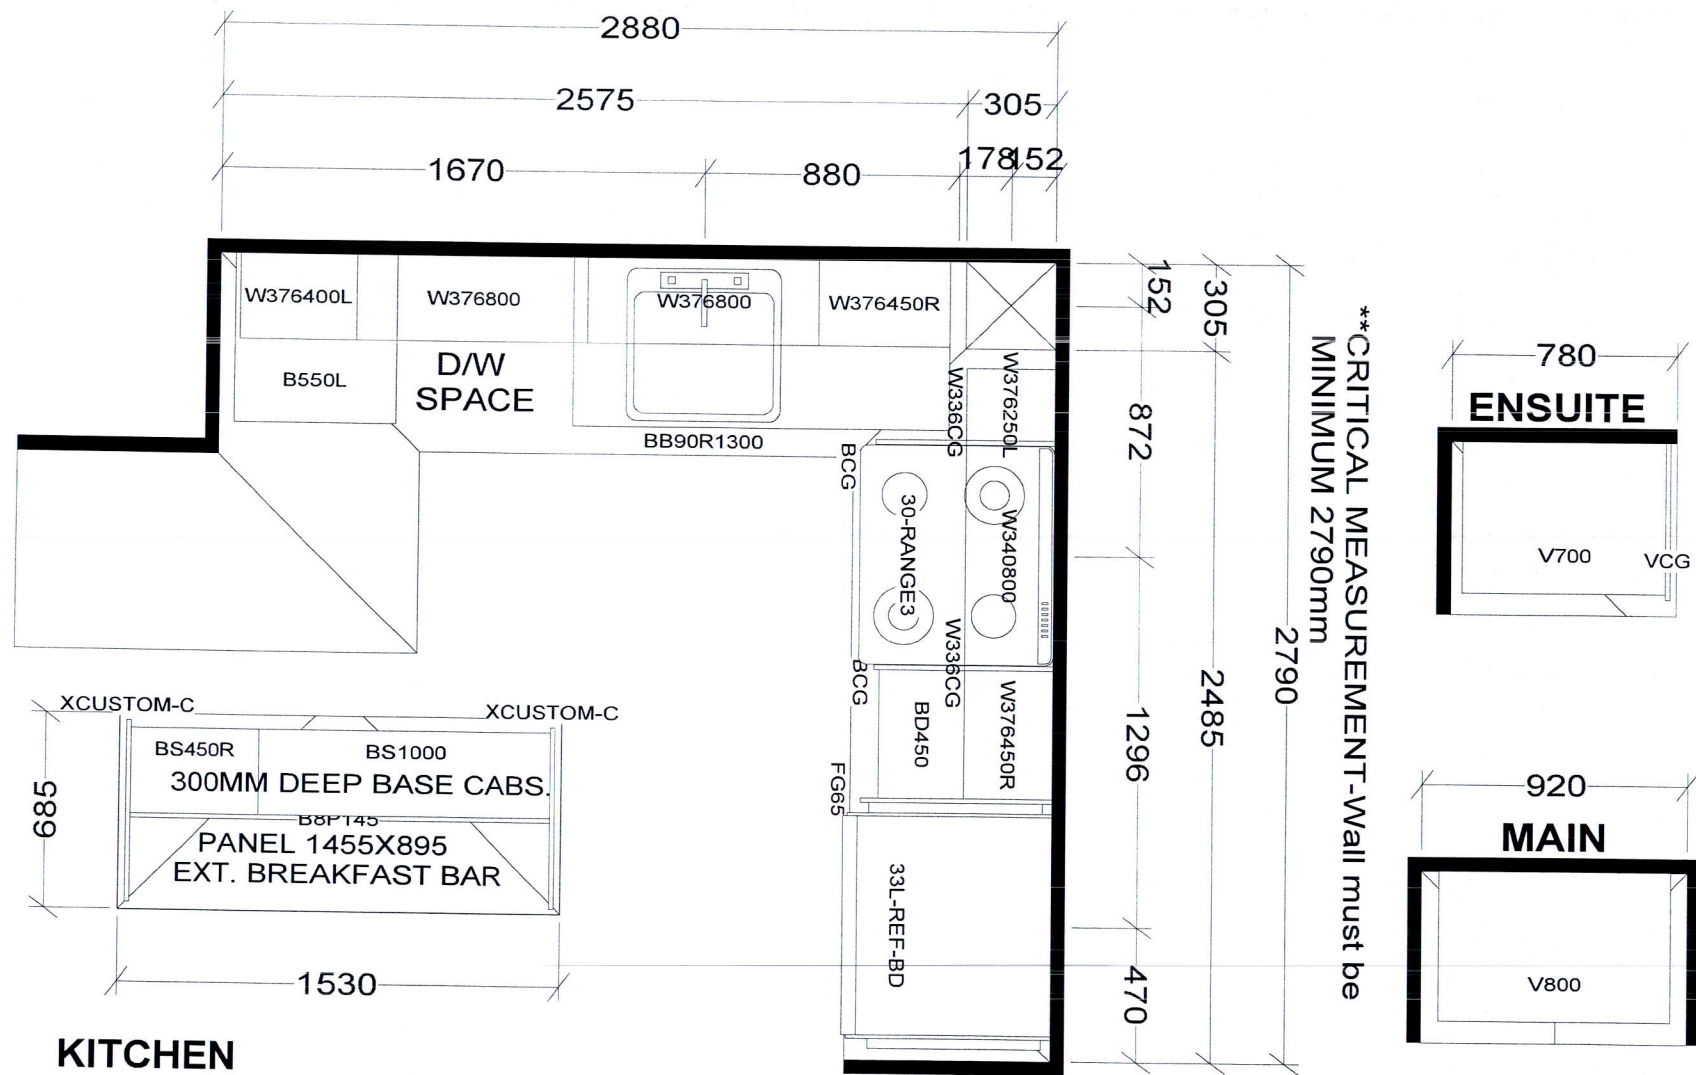 2880
2575
305
1670
880
178
152
W376400L
W376800
W376800
W376450R
B550L
D/W
SPACE
BB90R1300
W336CG
W376250L
BCG
30-RANGE3
W340800
W336CG
BCG
BD450
W376450R
FG65
33L-REF-BD
152
305
872
2790
2485
1296
470
**CRITICAL MEASUREMENT-Wall must be
MINIMUM 2790mm
780
ENSUITE
V700
VCG
920
MAIN
V800
XCUSTOM-C
XCUSTOM-C
BS450R
BS1000
300MM DEEP BASE CABS.
685
B8P145
PANEL 1455X895
EXT. BREAKFAST BAR
1530
KITCHEN